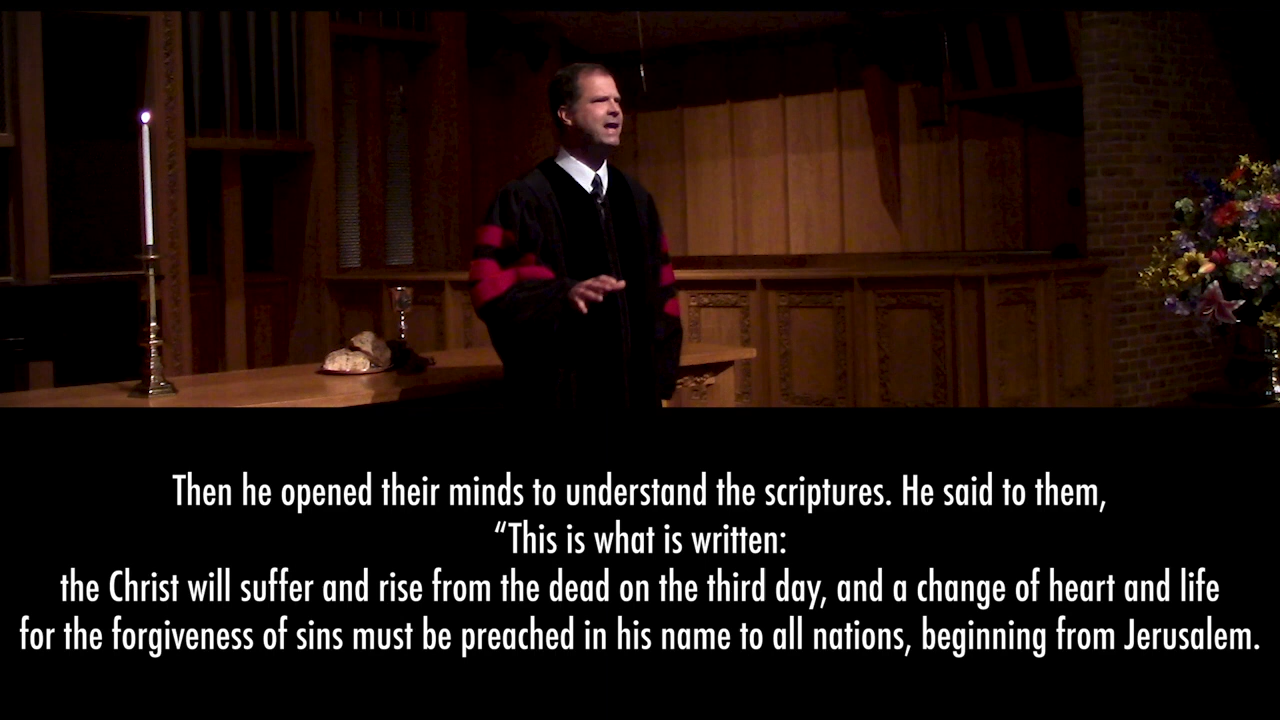 Then he opened their minds to understand the scriptures. He said to them,
“This is what is written:
the Christ will suffer and rise from the dead on the third day, and a change of heart and life
for the forgiveness of sins must be preached in his name to all nations, beginning from Jerusalem.